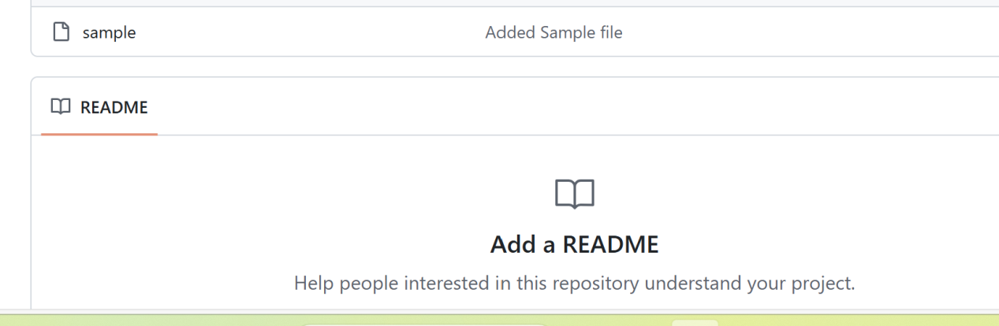 sample Added Sample file
README
Add a README
Help people interested in this repository understand your project.